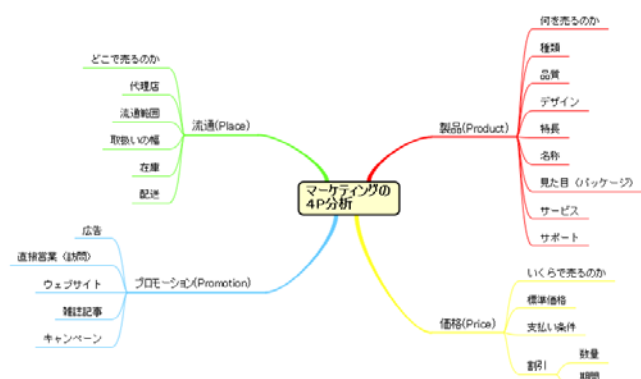 マーケティングの
4P分析
製品(Product)
何を売るのか
種類
品質
デザイン
特長
名称
見た目（パッケージ）
サービス
サポート
価格(Price)
いくらで売るのか
標準価格
支払い条件
割引
数量
期間
プロモーション(Promotion)
広告
直接営業（訪問）
ウェブサイト
雑誌記事
キャンペーン
流通(Place)
どこで売るのか
代理店
流通範囲
取扱いの幅
在庫
配送